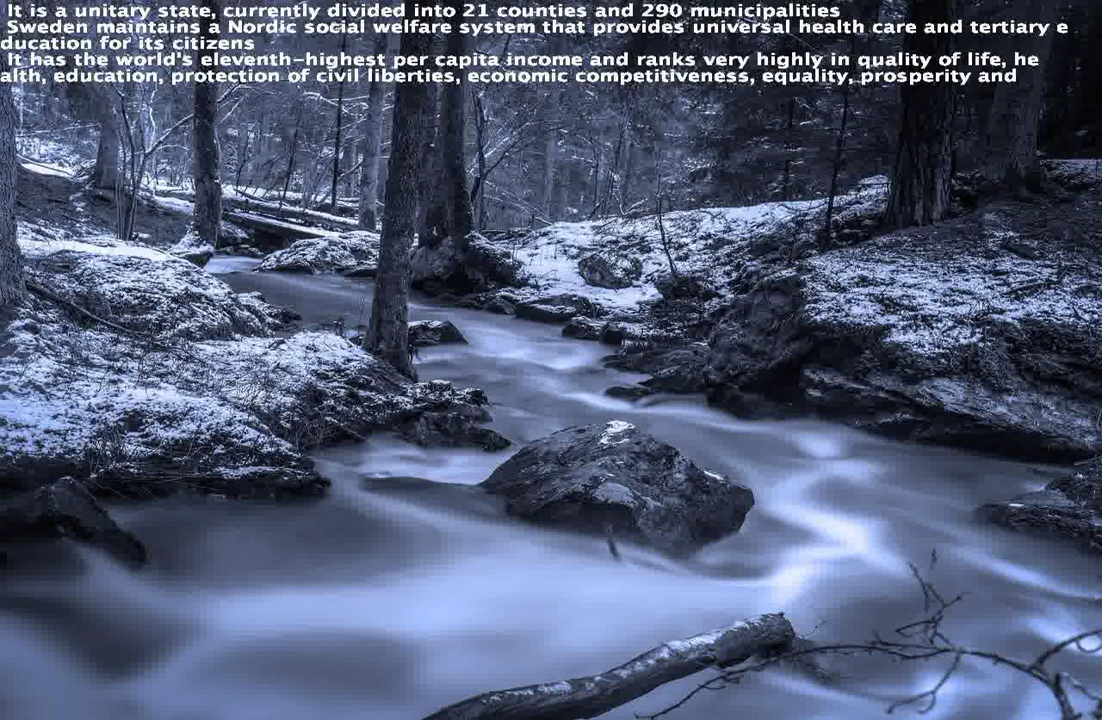 It is a unitary state, currently divided into 21 counties and 290 municipalities
Sweden maintains a Nordic social welfare system that provides universal health care and tertiary e
ducation for its citizens
It has the world's eleventh-highest per capita income and ranks very highly in quality of life, he
alth, education, protection of civil liberties, economic competitiveness, equality, prosperity and